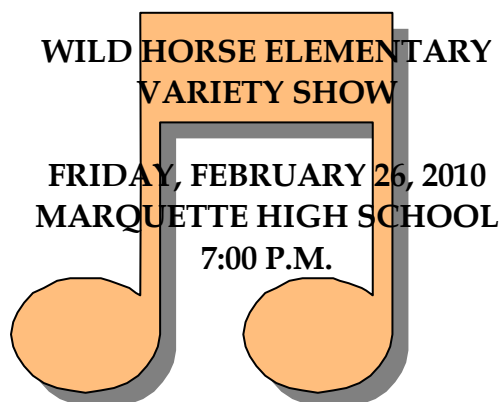 WILD HORSE ELEMENTARY
VARIETY SHOW
FRIDAY, FEBRUARY 26, 2010
MARQUETTE HIGH SCHOOL
7:00 P.M.